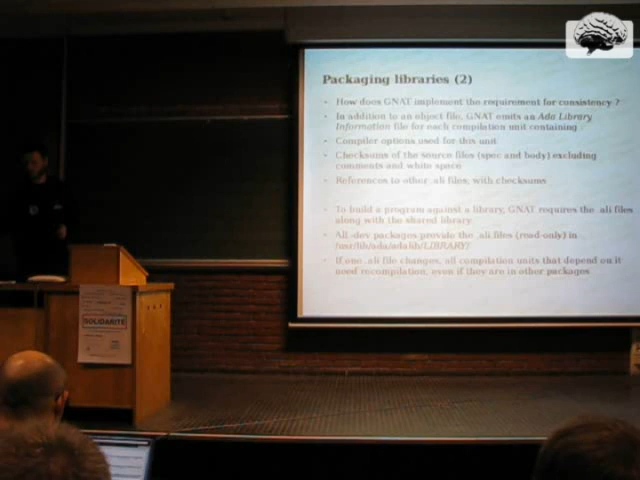 Packaging libraries (2)
- How does GNAT implement the requirement for consistency ?
- In addition to an object file, GNAT emits an Ada Library
Information file for each compilation unit containing
- Compiler options used for this unit
- Checksums of the source files (spec and body) excluding
comments and white space
- References to other .ali files, with checksums
- To build a program against a library, GNAT requires the .ali files
along with the shared library
- All -dev packages provide the .ali files (read-only) in
/usr/lib/ada/adalib/LIBRARY/
- If one .ali file changes, all compilation units that depend on it
need recompilation, even if they are in other packages
SOLIDARITÉ